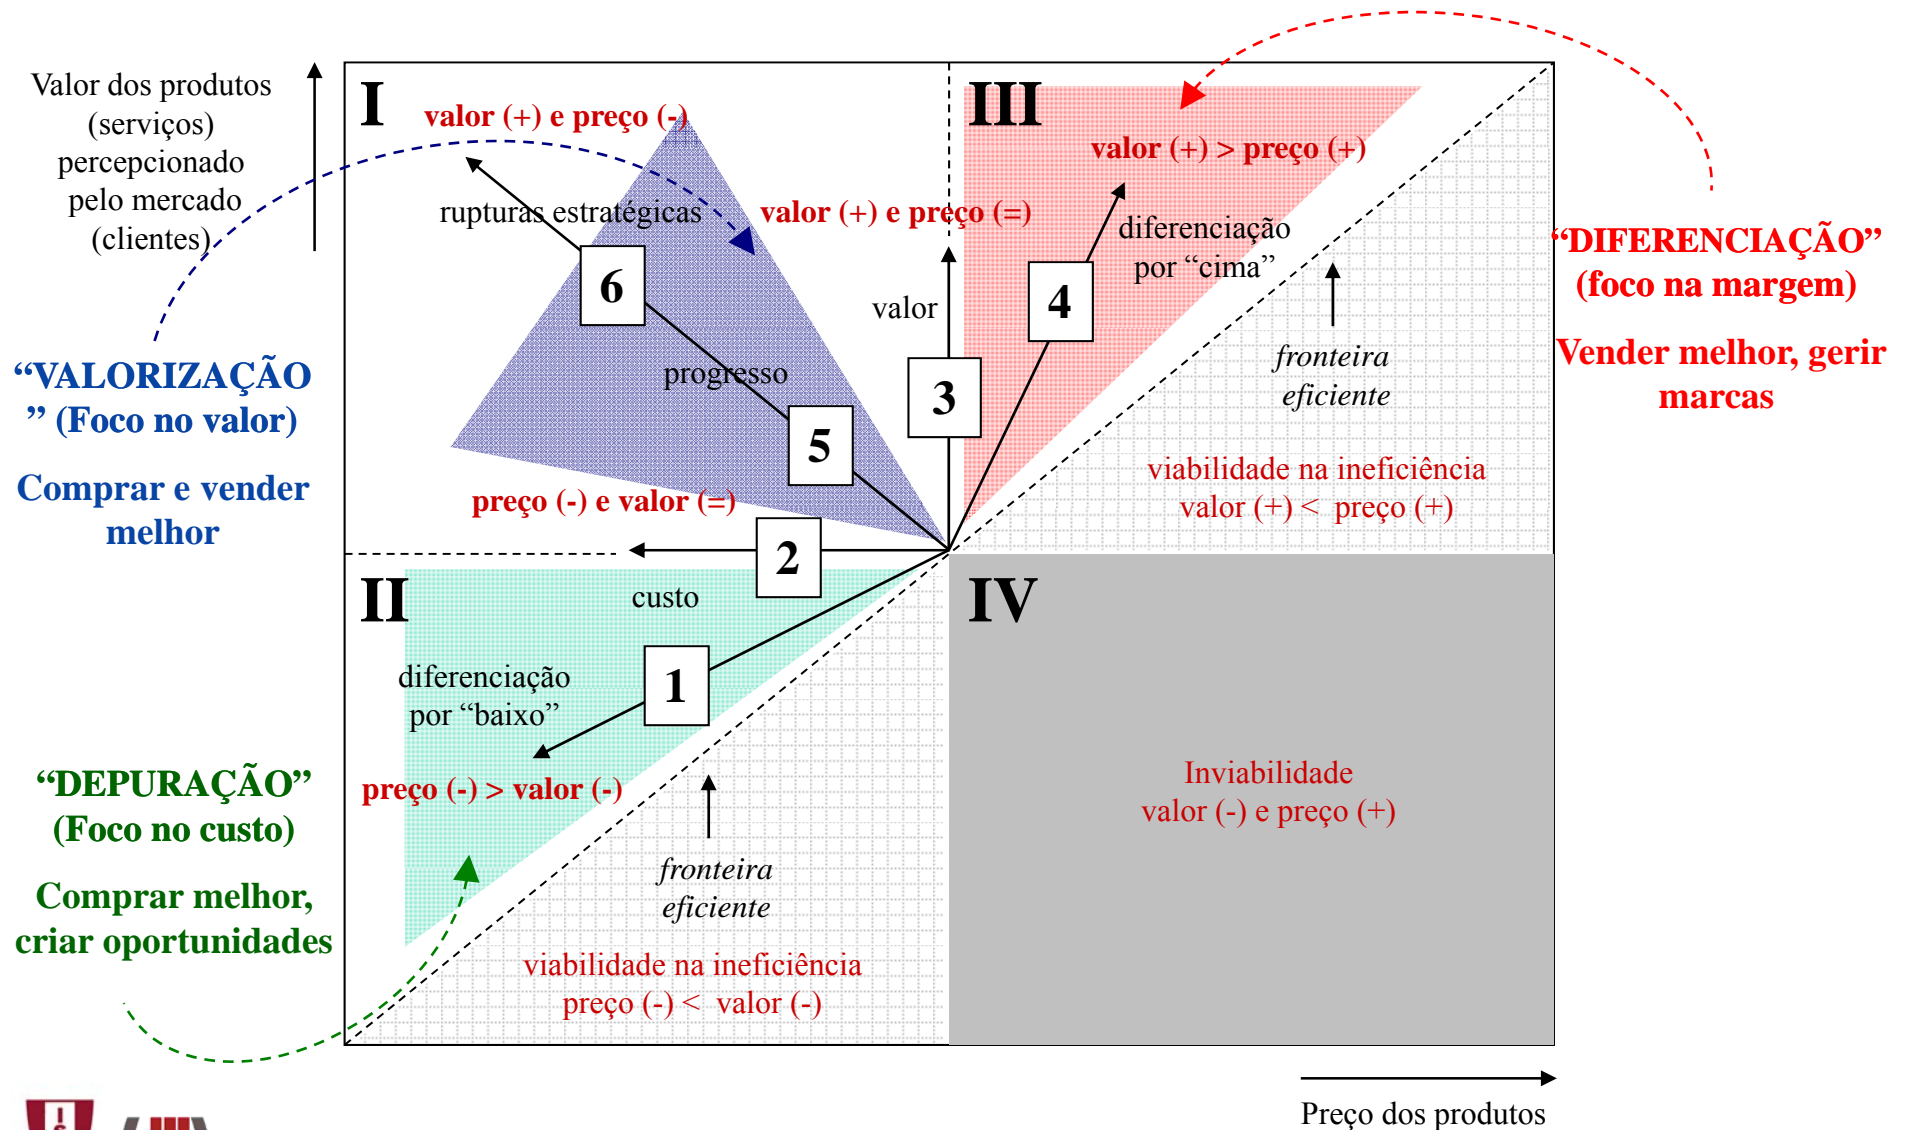 Valor dos produtos
(serviços)
percepcionado
pelo mercado
(clientes)
I
valor (+) e preço (-)
rupturas estratégicas
6
progresso
5
valor (+) e preço (=)
valor
3
III
valor (+) > preço (+)
diferenciação
por “cima”
4
fronteira
eficiente
viabilidade na ineficiência
valor (+) < preço (+)
“DIFERENCIAÇÃO”
(foco na margem)
Vender melhor, gerir
marcas
“VALORIZAÇÃO
” (Foco no valor)
Comprar e vender
melhor
preço (-) e valor (=)
2
II
custo
1
diferenciação
por “baixo”
preço (-) > valor (-)
fronteira
eficiente
viabilidade na ineficiência
preço (-) < valor (-)
IV
Inviabilidade
valor (-) e preço (+)
“DEPURAÇÃO”
(Foco no custo)
Comprar melhor,
criar oportunidades
Preço dos produtos